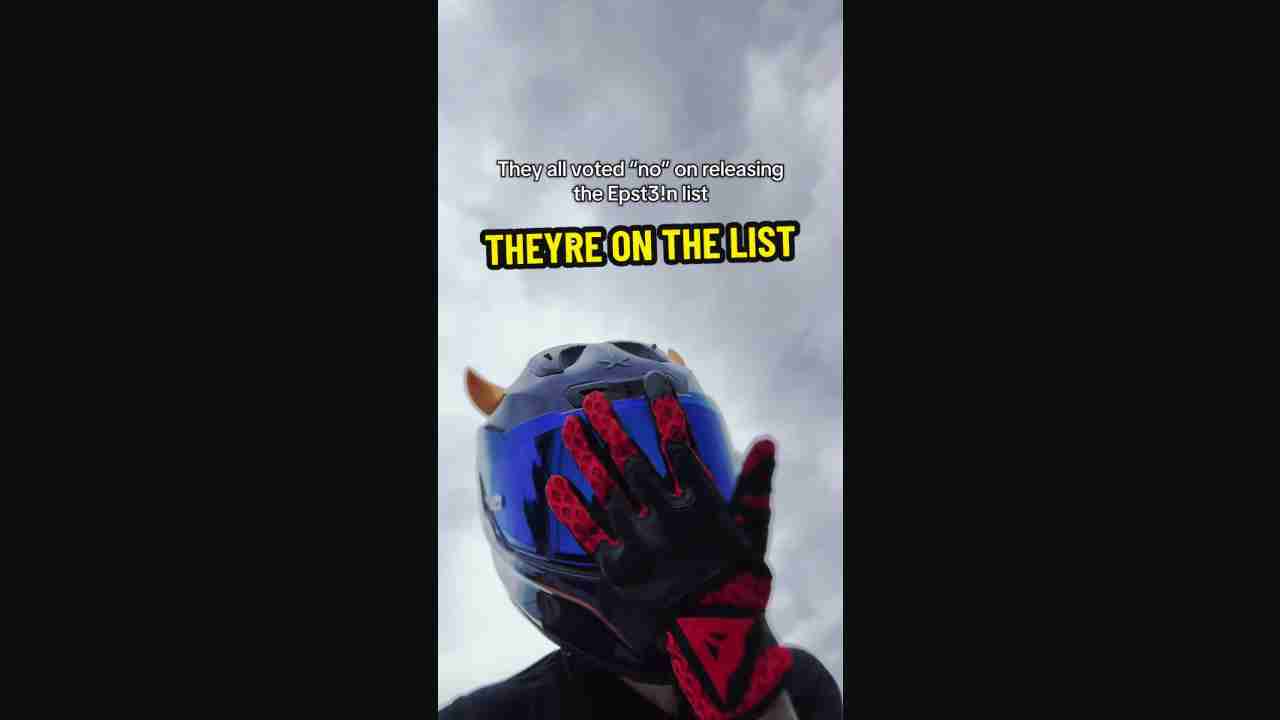 They all voted “no” on releasing
the Epst3!n list
THEYRE ON THE LIST